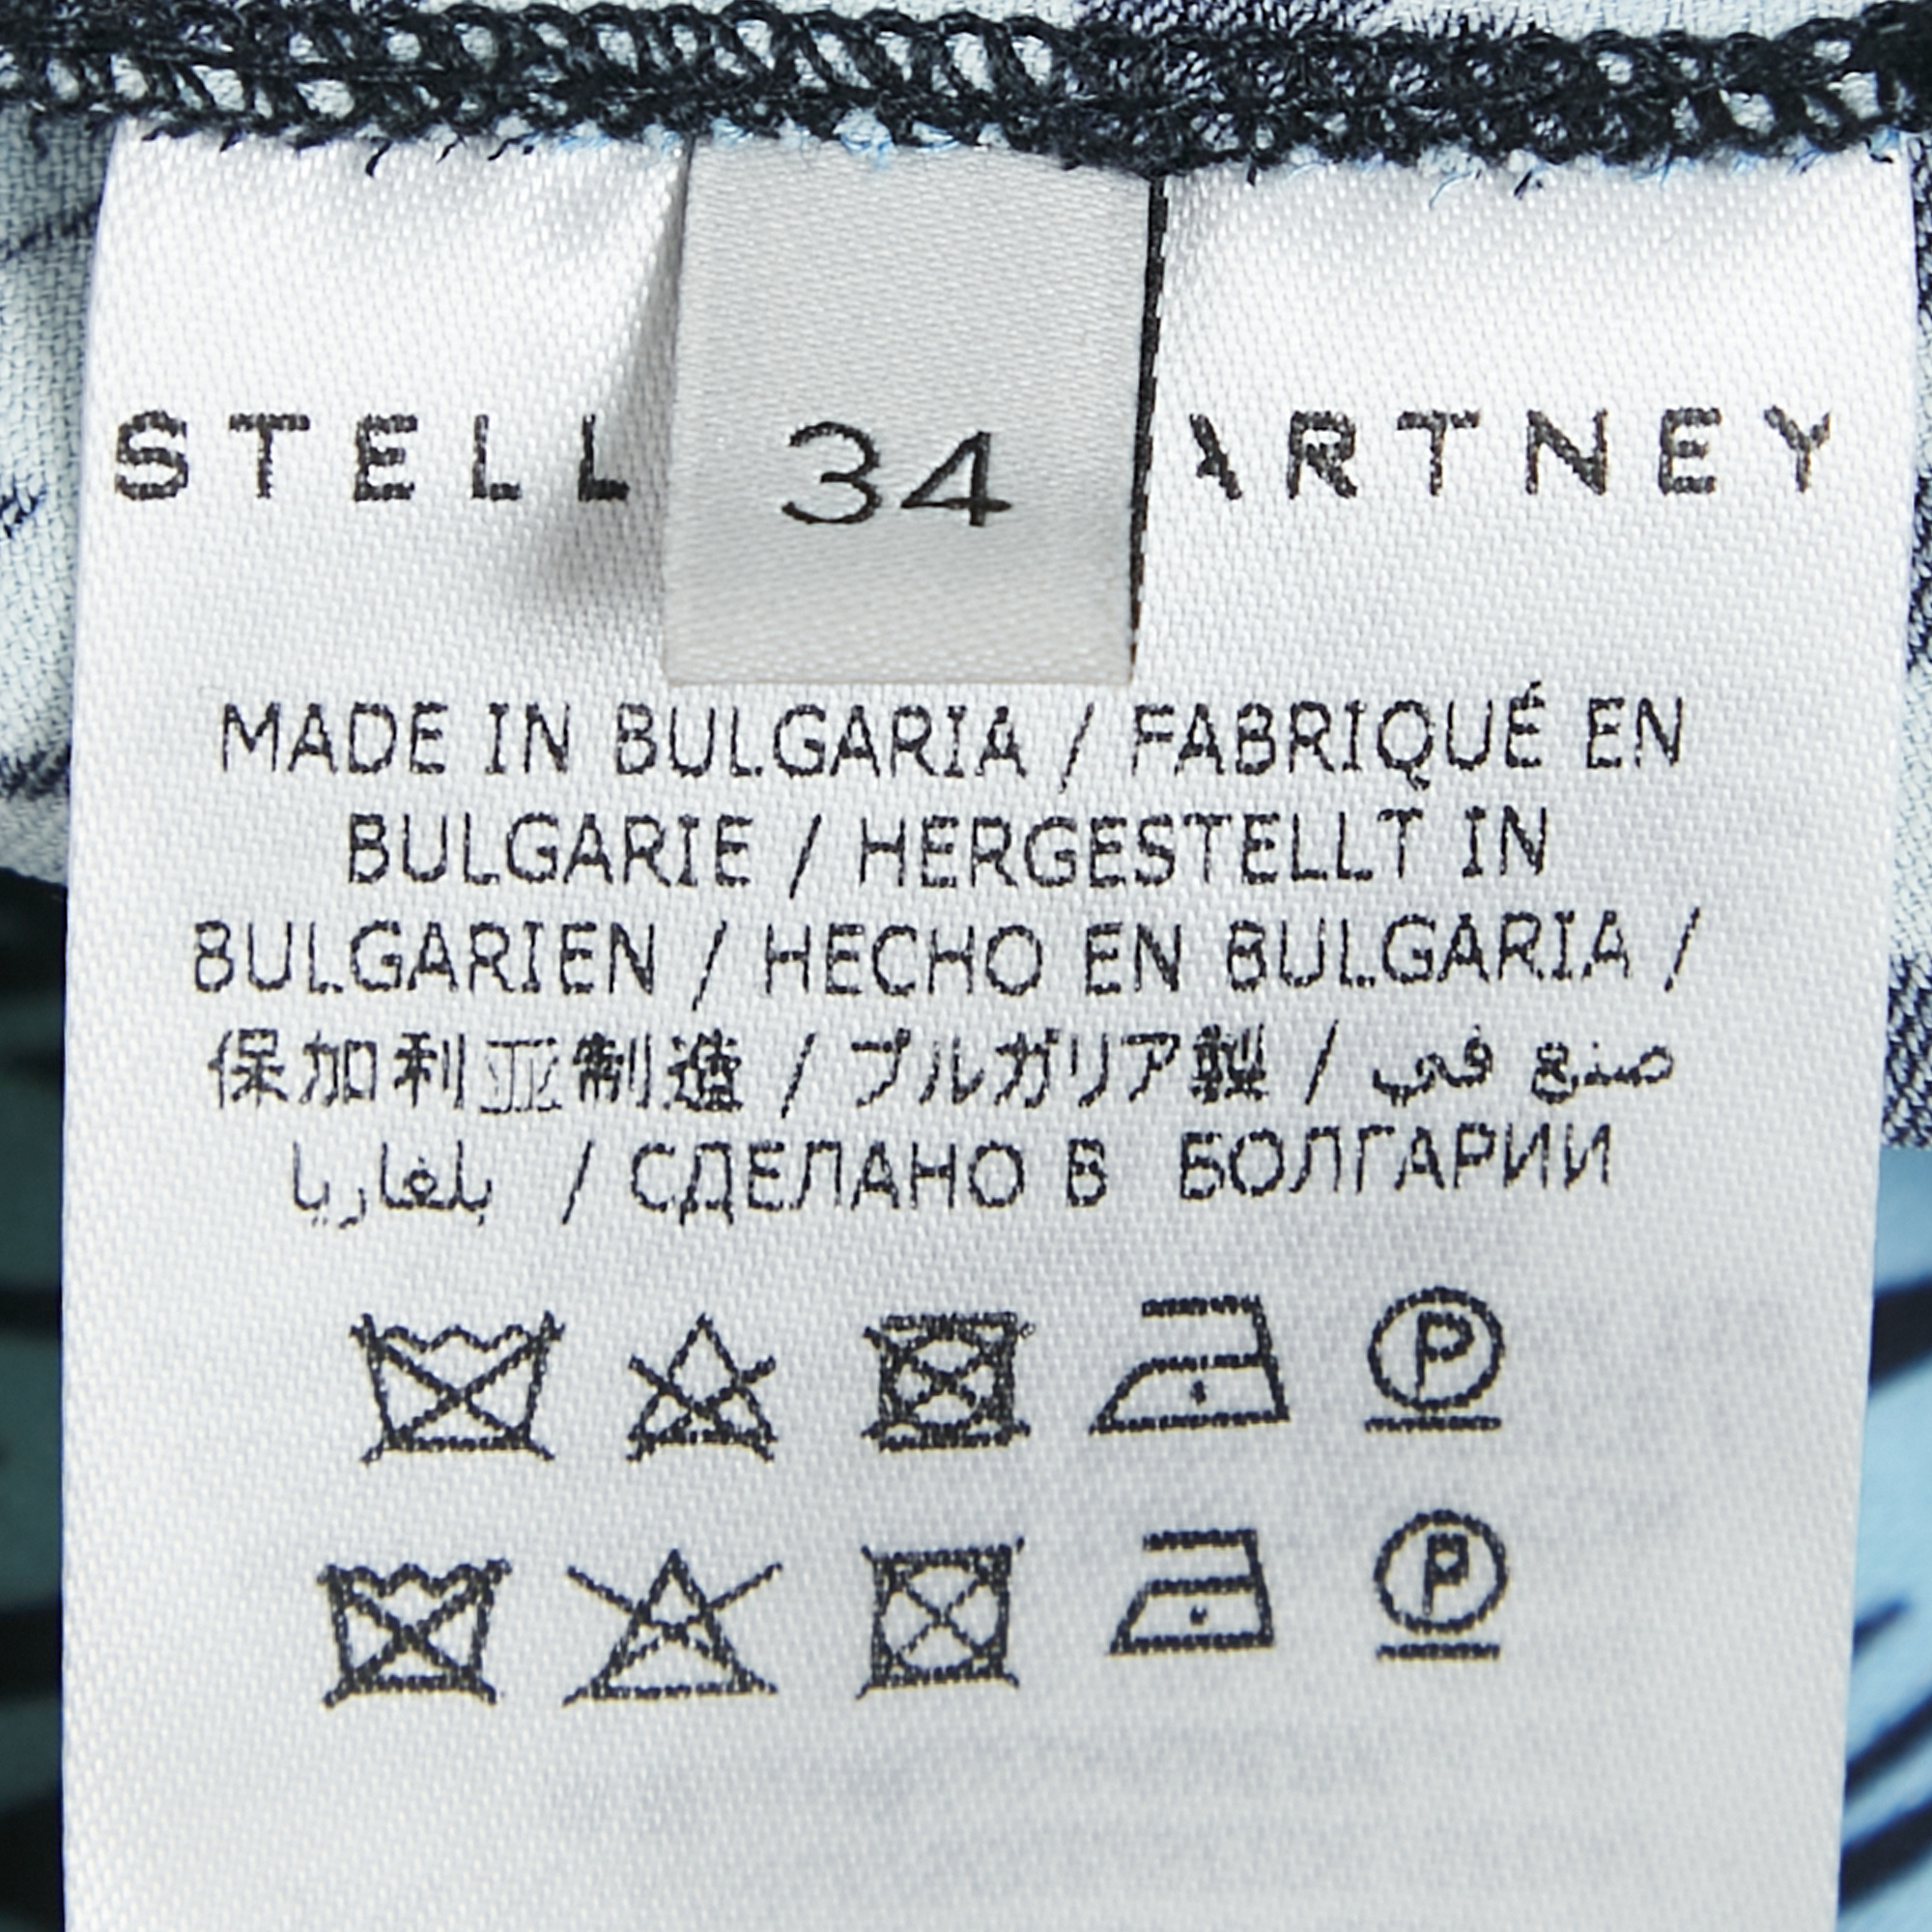 STELL ARTNEY
34
MADE IN BULGARIA / FABRIQUÉ EN
BULGARIE / HERGESTELLT IN
BULGARIEN / HECHO EN BULGARIA /
保加利亚制造 / ブルガリア製 / صنع في
بلغاريا / СДЕЛАНО В БОЛГАРИИ
P
P